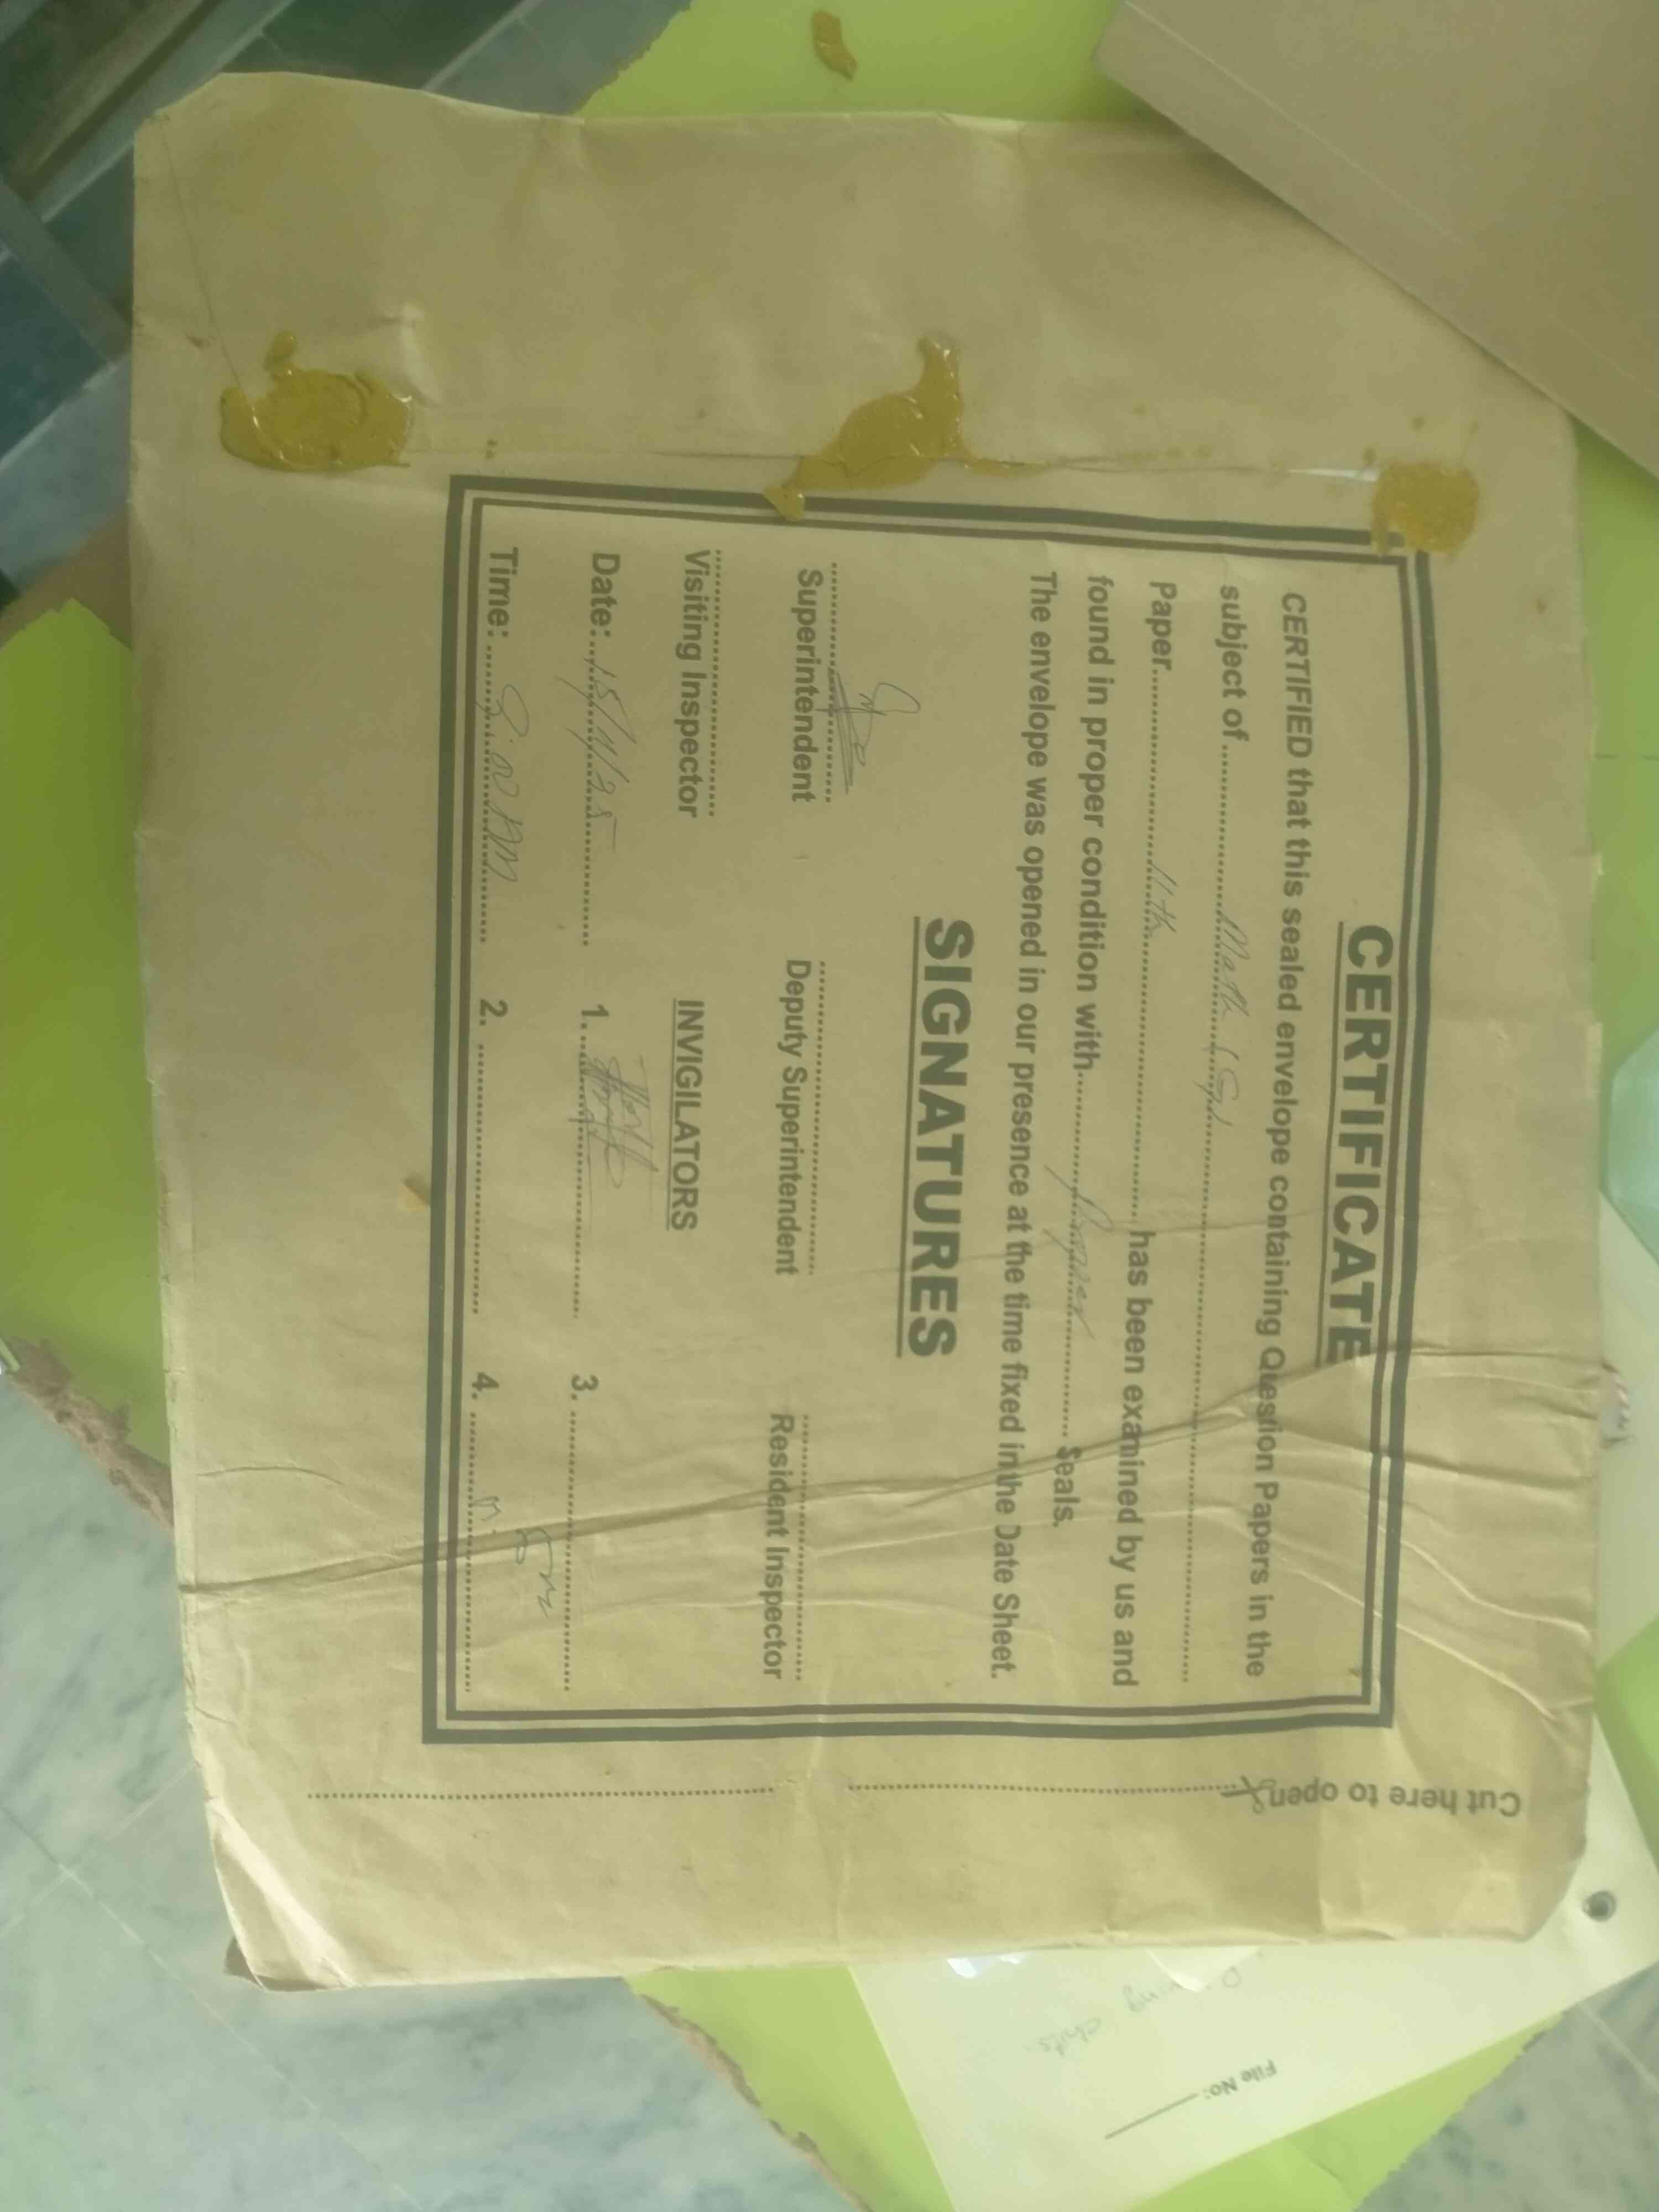 CERTIFICATE
CERTIFIED that this sealed envelope containing Question Papers in the
subject of Math
Paper 11th has been examined by us and
found in proper condition with proper Seals.
The envelope was opened in our presence at the time fixed in the Date Sheet.
SIGNATURES
Superintendent Deputy Superintendent Resident Inspector
Visiting Inspector INVIGILATORS
Date: 1. 3.
Time: 2. 4.
Cut here to open
File No: